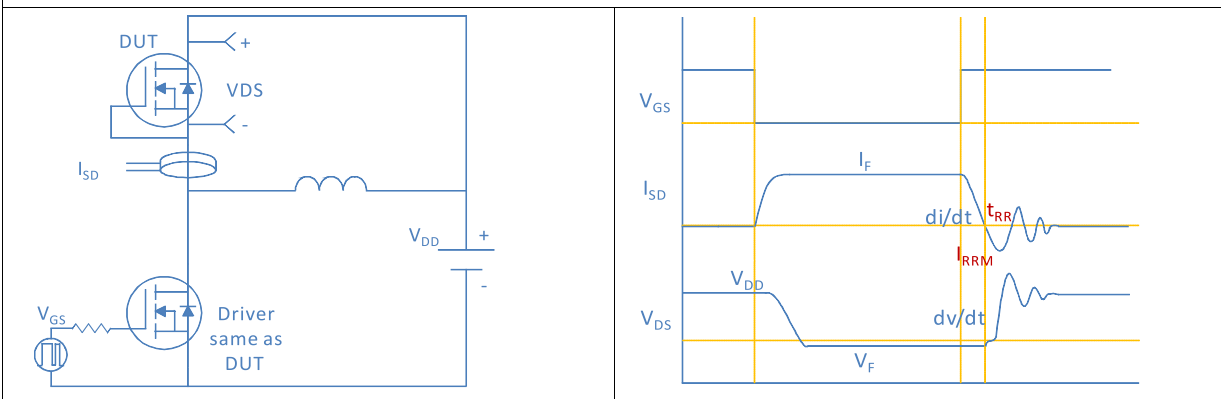 DUT
+
VDS
-
ISD
VDD
+
-
VGS
Driver
same as
DUT
VGS
IF
ISD
di/dt
tRR
IRRM
VDD
VDS
dv/dt
VF